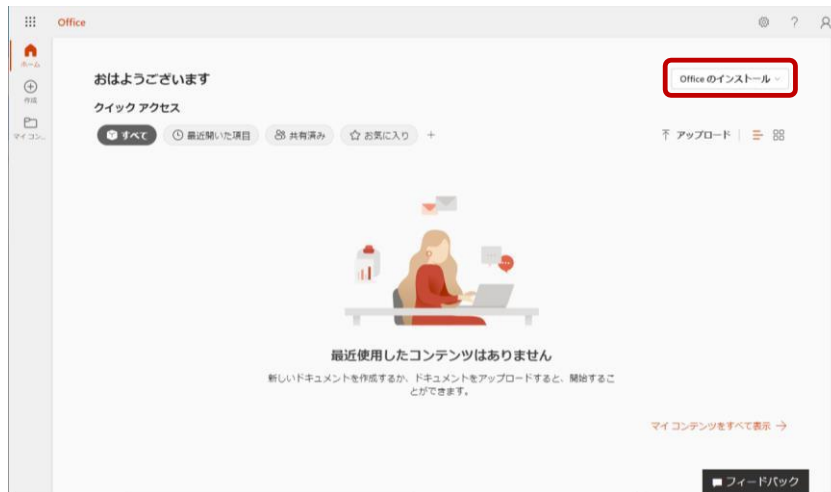 Office
?
ホーム
作成
マイ コン...
おはようございます
Office のインストール
クイック アクセス
すべて
最近開いた項目
共有済み
お気に入り
+
アップロード
最近使用したコンテンツはありません
新しいドキュメントを作成するか、ドキュメントをアップロードすると、開始するこ
とができます。
マイ コンテンツをすべて表示 →
フィードバック